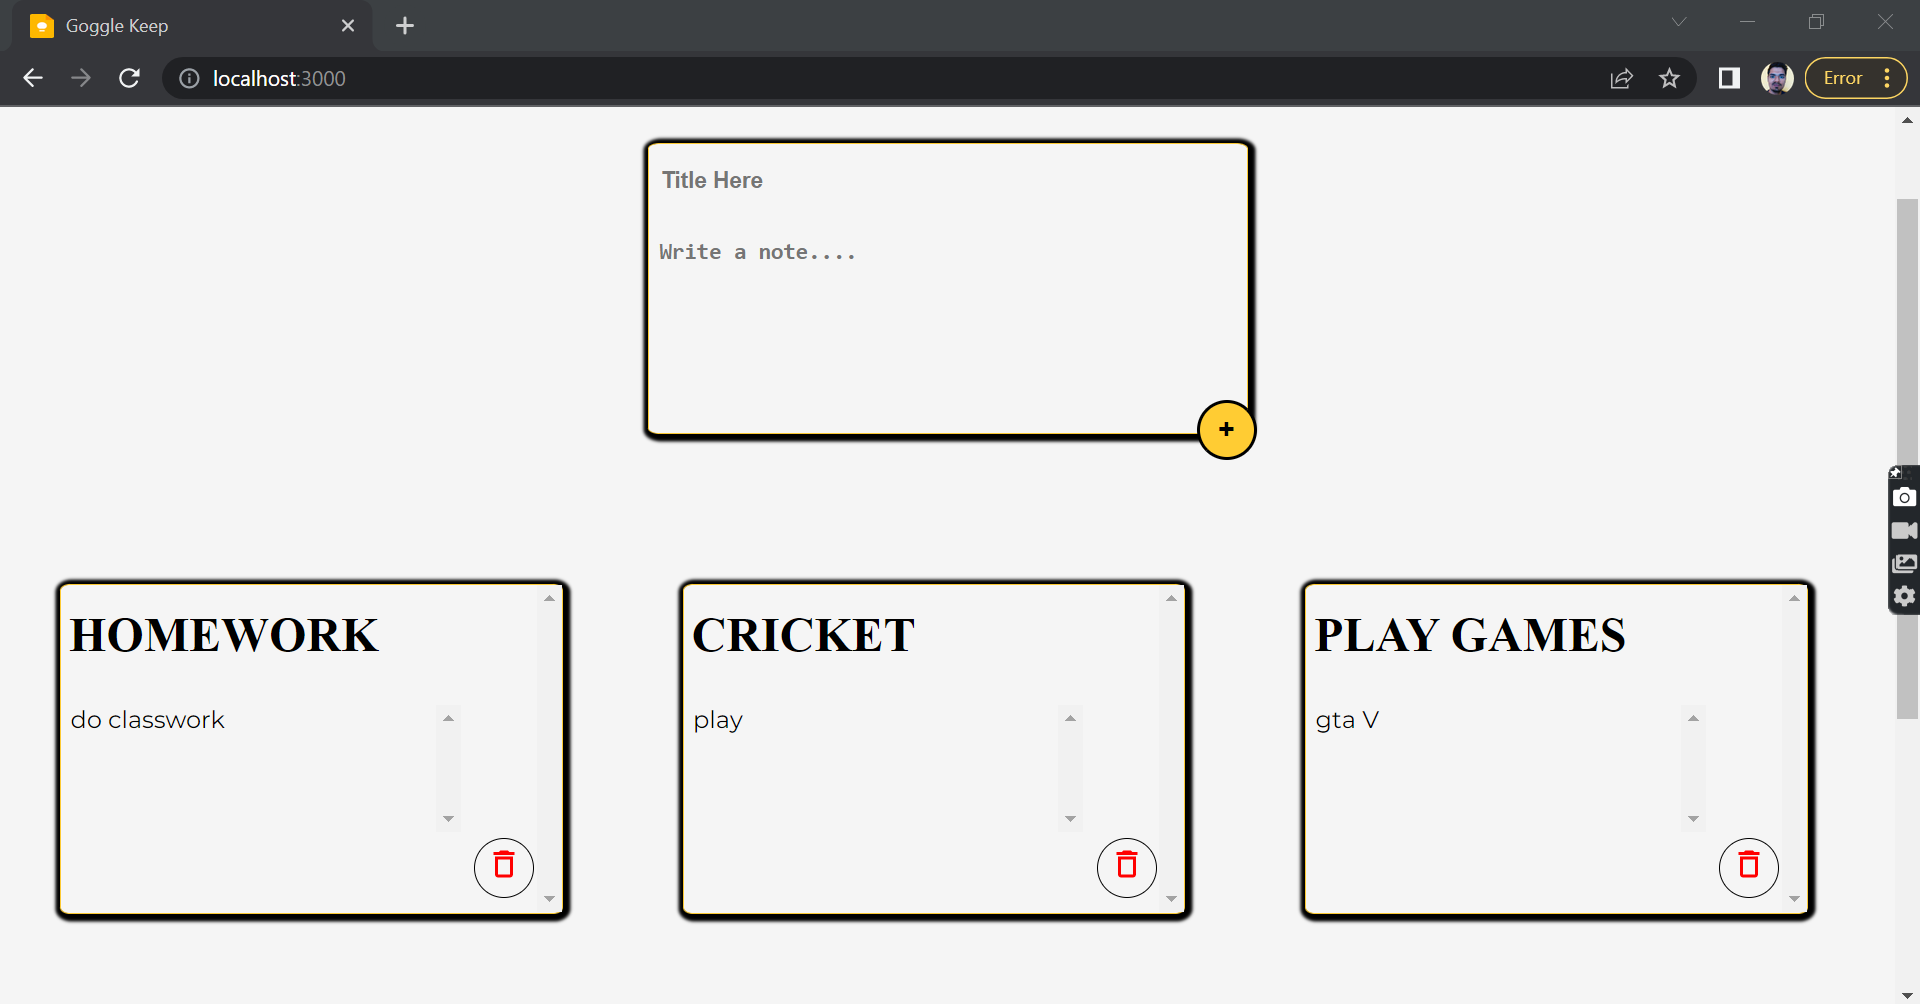 Goggle Keep
localhost:3000
Error
Title Here
Write a note....
+
HOMEWORK
do classwork
CRICKET
play
PLAY GAMES
gta V